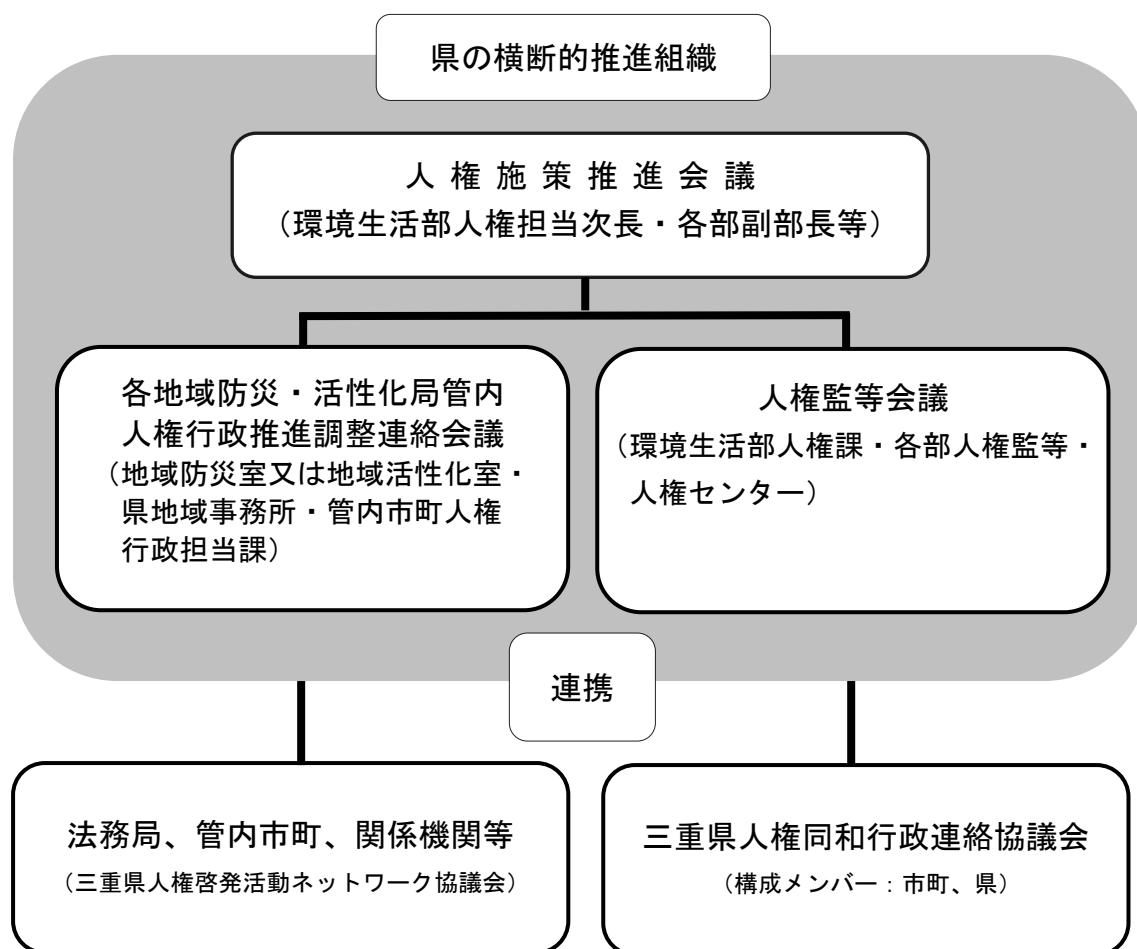 県の横断的推進組織
人権施策推進会議
（環境生活部人権担当次長・各部副部長等）
各地域防災・活性化局管内
人権行政推進調整連絡会議
（地域防災室又は地域活性化室・
県地域事務所・管内市町人権
行政担当課）
人権監等会議
（環境生活部人権課・各部人権監等・
人権センター）
連携
法務局、管内市町、関係機関等
（三重県人権啓発活動ネットワーク協議会）
三重県人権同和行政連絡協議会
（構成メンバー：市町、県）